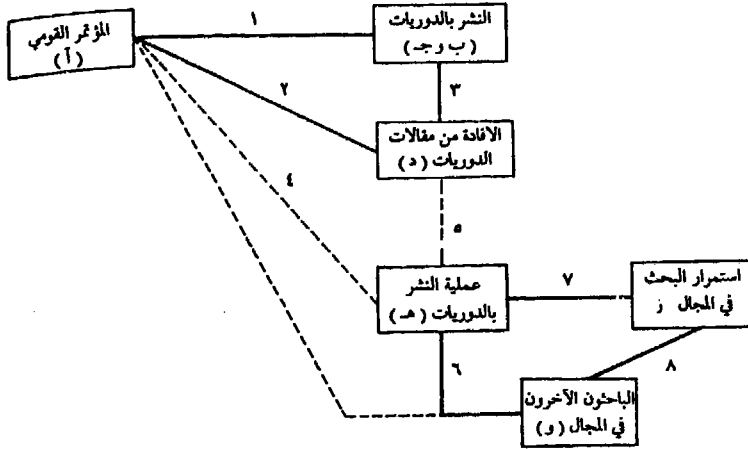 المؤتمر القومي
( آ )
١
النشر بالدوريات
( ب و جـ )
٢
٣
الافادة من مقالات
الدوريات ( د )
٤
٥
عملية النشر
بالدوريات ( هـ )
٧
استمرار البحث
في المجال ز
٦
٨
الباحثون الآخرون
في المجال ( و )